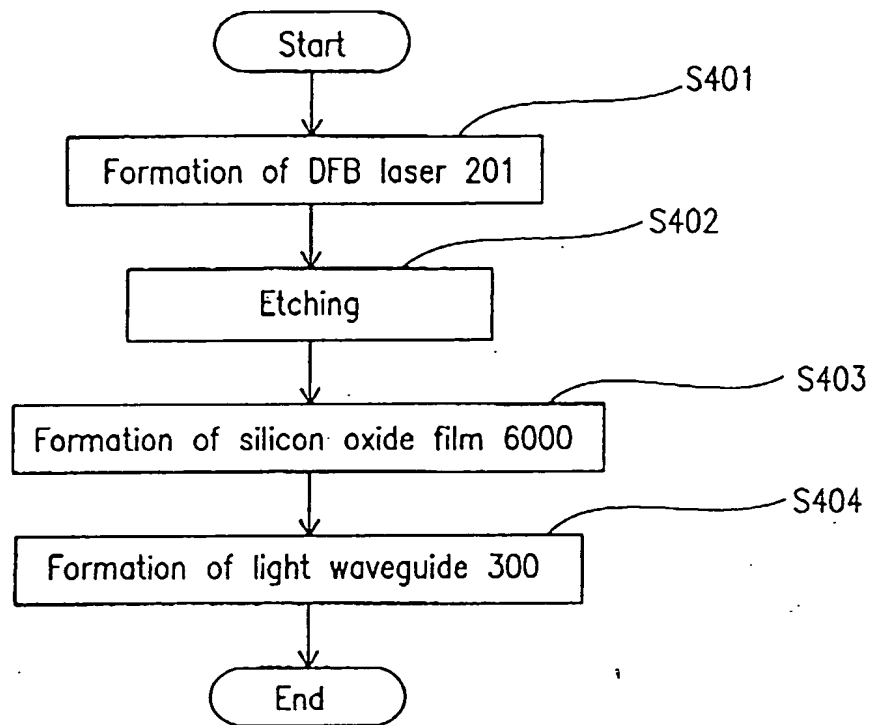 Start
S401
Formation of DFB laser 201
S402
Etching
S403
Formation of silicon oxide film 6000
S404
Formation of light waveguide 300
End